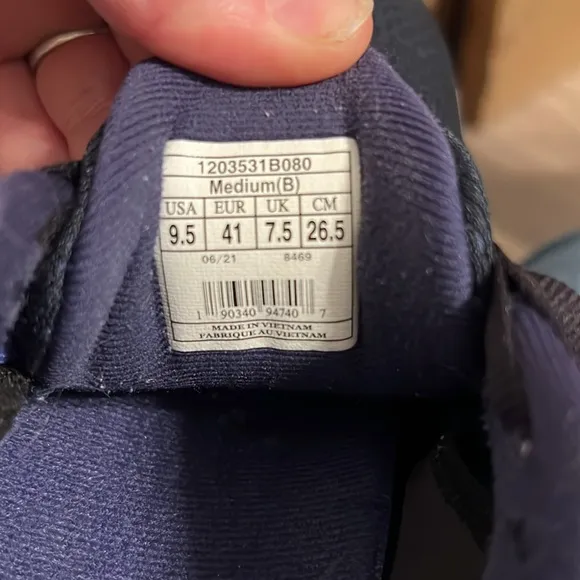 1203531B080
Medium(B)
USA EUR UK CM
9.5 41 7.5 26.5
06/21 8469
1 90340 94740 7
MADE IN VIETNAM
FABRIQUE AU VIETNAM